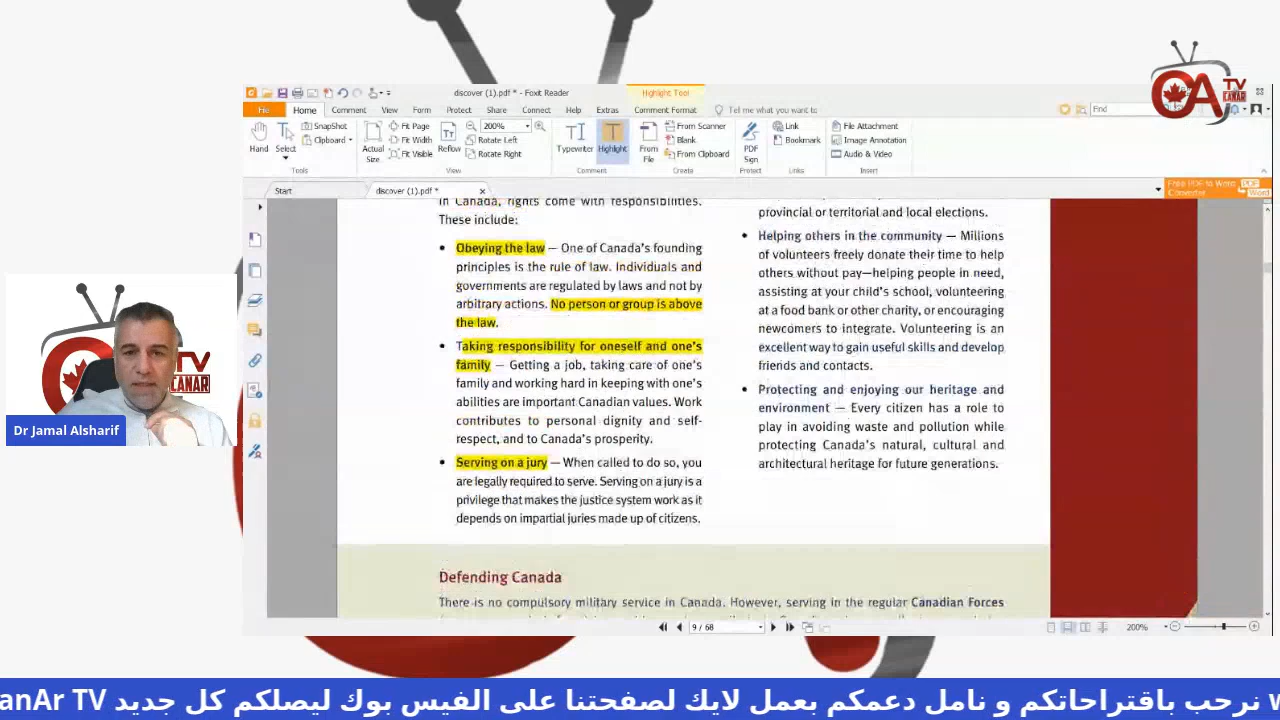 TV
CANAR
discover (1).pdf * - Foxit Reader
Highlight Tool
File
Home
Comment
View
Form
Protect
Share
Connect
Help
Extras
Comment Format
Tell me what you want to
Find
Hand
Select
SnapShot
Clipboard
Actual Size
Fit Page
Fit Width
Fit Visible
Reflow
200%
Rotate Left
Rotate Right
Typewriter
Highlight
From File
From Scanner
Blank
From Clipboard
PDF Sign
Link
Bookmark
File Attachment
Image Annotation
Audio & Video
Tools
View
Comment
Create
Protect
Links
Insert
Start
discover (1).pdf *
Free PDF to Word Converter
PDF
Word
In Canada, rights come with responsibilities.
These include:
• Obeying the law — One of Canada's founding
principles is the rule of law. Individuals and
governments are regulated by laws and not by
arbitrary actions. No person or group is above
the law.
• Taking responsibility for oneself and one's
family — Getting a job, taking care of one's
family and working hard in keeping with one's
abilities are important Canadian values. Work
contributes to personal dignity and self-
respect, and to Canada's prosperity.
• Serving on a jury — When called to do so, you
are legally required to serve. Serving on a jury is a
privilege that makes the justice system work as it
depends on impartial juries made up of citizens.
provincial or territorial and local elections.
• Helping others in the community — Millions
of volunteers freely donate their time to help
others without pay—helping people in need,
assisting at your child's school, volunteering
at a food bank or other charity, or encouraging
newcomers to integrate. Volunteering is an
excellent way to gain useful skills and develop
friends and contacts.
• Protecting and enjoying our heritage and
environment — Every citizen has a role to
play in avoiding waste and pollution while
protecting Canada's natural, cultural and
architectural heritage for future generations.
Defending Canada
There is no compulsory military service in Canada. However, serving in the regular Canadian Forces
9 / 68
200%
TV
CANAR
Dr Jamal Alsharif
نرحب باقتراحاتكم و نامل دعمكم بعمل لايك لصفحتنا على الفيس بوك ليصلكم كل جديد anAr TV